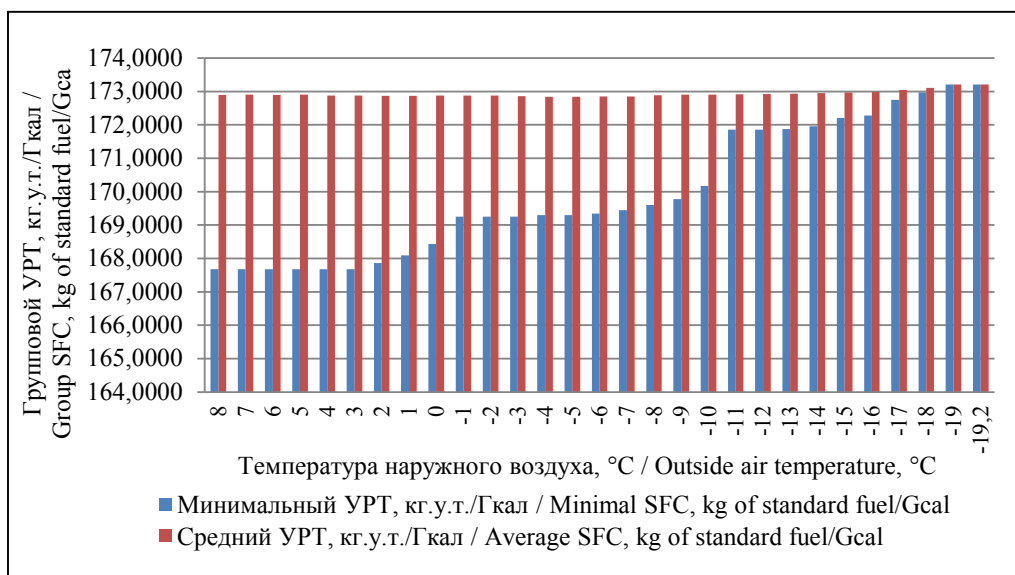 174,0000
173,0000
172,0000
171,0000
170,0000
169,0000
168,0000
167,0000
166,0000
165,0000
164,0000
Групповой УРТ, кг.у.т./Гкал /
Group SFC, kg of standard fuel/Gca
8 7 6 5 4 3 2 1 0 -1 -2 -3 -4 -5 -6 -7 -8 -9 -10 -11 -12 -13 -14 -15 -16 -17 -18 -19 -19,2
Температура наружного воздуха, °С / Outside air temperature, °С
Минимальный УРТ, кг.у.т./Гкал / Minimal SFC, kg of standard fuel/Gcal
Средний УРТ, кг.у.т./Гкал / Average SFC, kg of standard fuel/Gcal